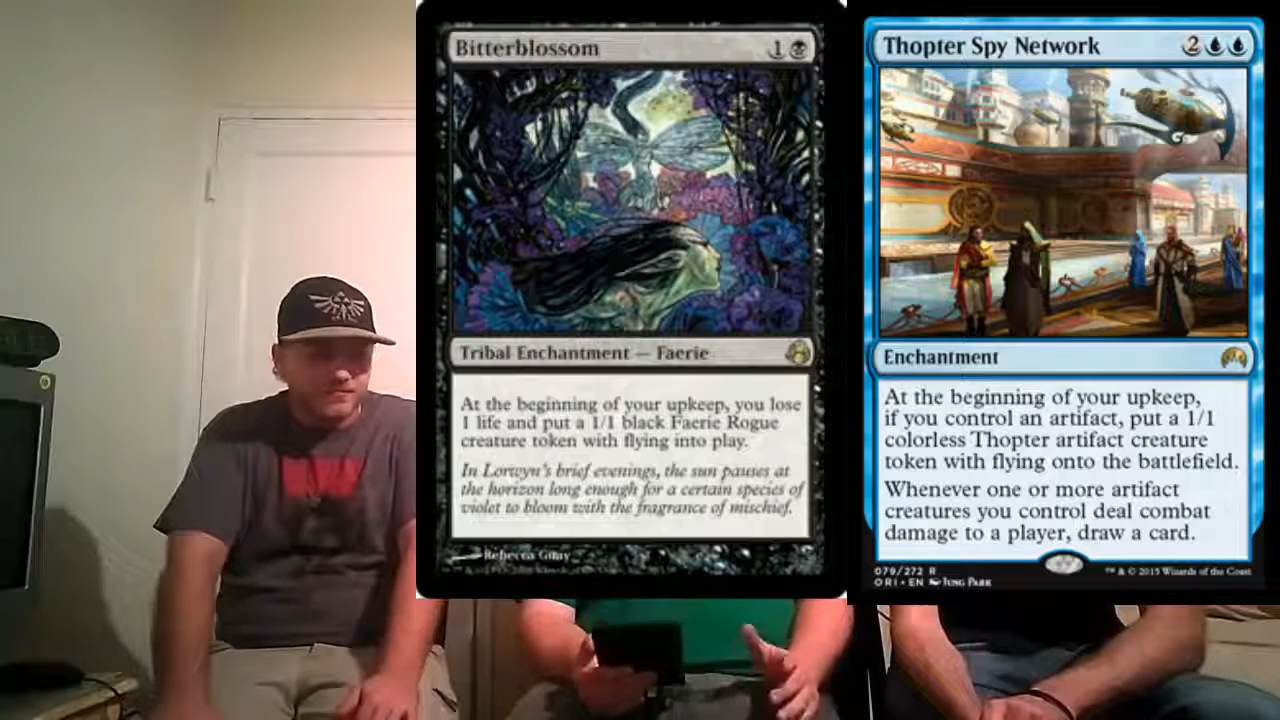 Bitterblossom
1
Tribal Enchantment — Faerie
At the beginning of your upkeep, you lose
1 life and put a 1/1 black Faerie Rogue
creature token with flying into play.
In Lorwyn's brief evenings, the sun pauses at
the horizon long enough for a certain species of
violet to bloom with the fragrance of mischief.
Rebecca Guay
Thopter Spy Network
2
Enchantment
At the beginning of your upkeep,
if you control an artifact, put a 1/1
colorless Thopter artifact creature
token with flying onto the battlefield.
Whenever one or more artifact
creatures you control deal combat
damage to a player, draw a card.
079/272 R
ORI • EN Jung Park
™ & © 2015 Wizards of the Coast